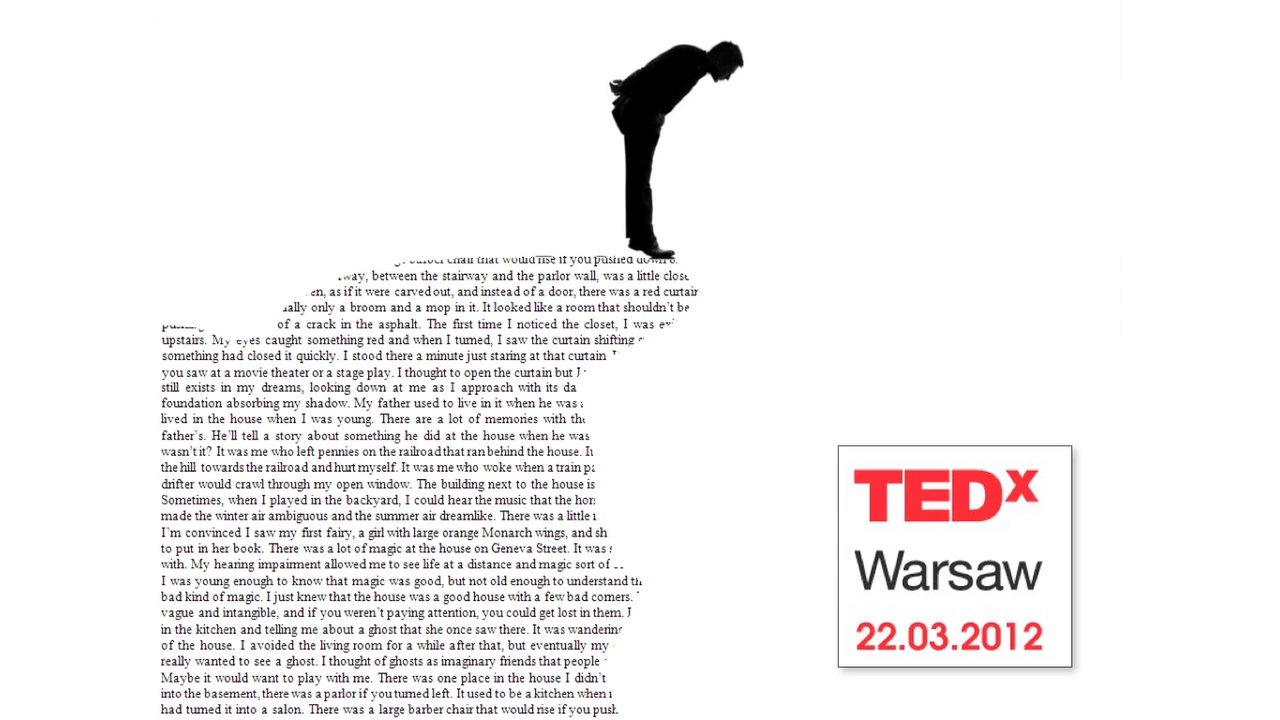 barber chair that would rise if you pushed down
between the stairway and the parlor wall, was a little
as if it were carved out, and instead of a door, there was a red curtain
only a broom and a mop in it. It looked like a room that shouldn't be
of a crack in the asphalt. The first time I noticed the closet, I was
upstairs. My eyes caught something red and when I turned, I saw the curtain shifting
something had closed it quickly. I stood there a minute just staring at that curtain
you saw at a movie theater or a stage play. I thought to open the curtain but
still exists in my dreams, looking down at me as I approach with its da
foundation absorbing my shadow. My father used to live in it when he was
lived in the house when I was young. There are a lot of memories with the
father's. He'll tell a story about something he did at the house when he was
wasn't it? It was me who left pennies on the railroad that ran behind the house. It
the hill towards the railroad and hurt myself. It was me who woke when a train pa
drifter would crawl through my open window. The building next to the house is
Sometimes, when I played in the backyard, I could hear the music that the
made the winter air ambiguous and the summer air dreamlike. There was a little
I'm convinced I saw my first fairy, a girl with large orange Monarch wings, and sh
to put in her book. There was a lot of magic at the house on Geneva Street. It was
with. My hearing impairment allowed me to see life at a distance and magic sort of
I was young enough to know that magic was good, but not old enough to understand th
bad kind of magic. I just knew that the house was a good house with a few bad corners.
vague and intangible, and if you weren't paying attention, you could get lost in them.
in the kitchen and telling me about a ghost that she once saw there. It was wandering
of the house. I avoided the living room for a while after that, but eventually my
really wanted to see a ghost. I thought of ghosts as imaginary friends that people
Maybe it would want to play with me. There was one place in the house I didn't
into the basement, there was a parlor if you turned left. It used to be a kitchen when
had turned it into a salon. There was a large barber chair that would rise if you push
TEDx
Warsaw
22.03.2012